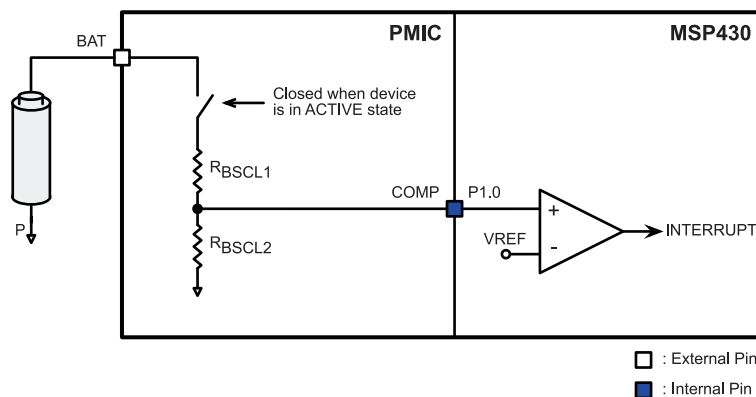 PMIC
MSP430
BAT
Closed when device
is in ACTIVE state
RBSCL1
COMP
P1.0
+
VREF
-
INTERRUPT
RBSCL2
P
: External Pin
: Internal Pin